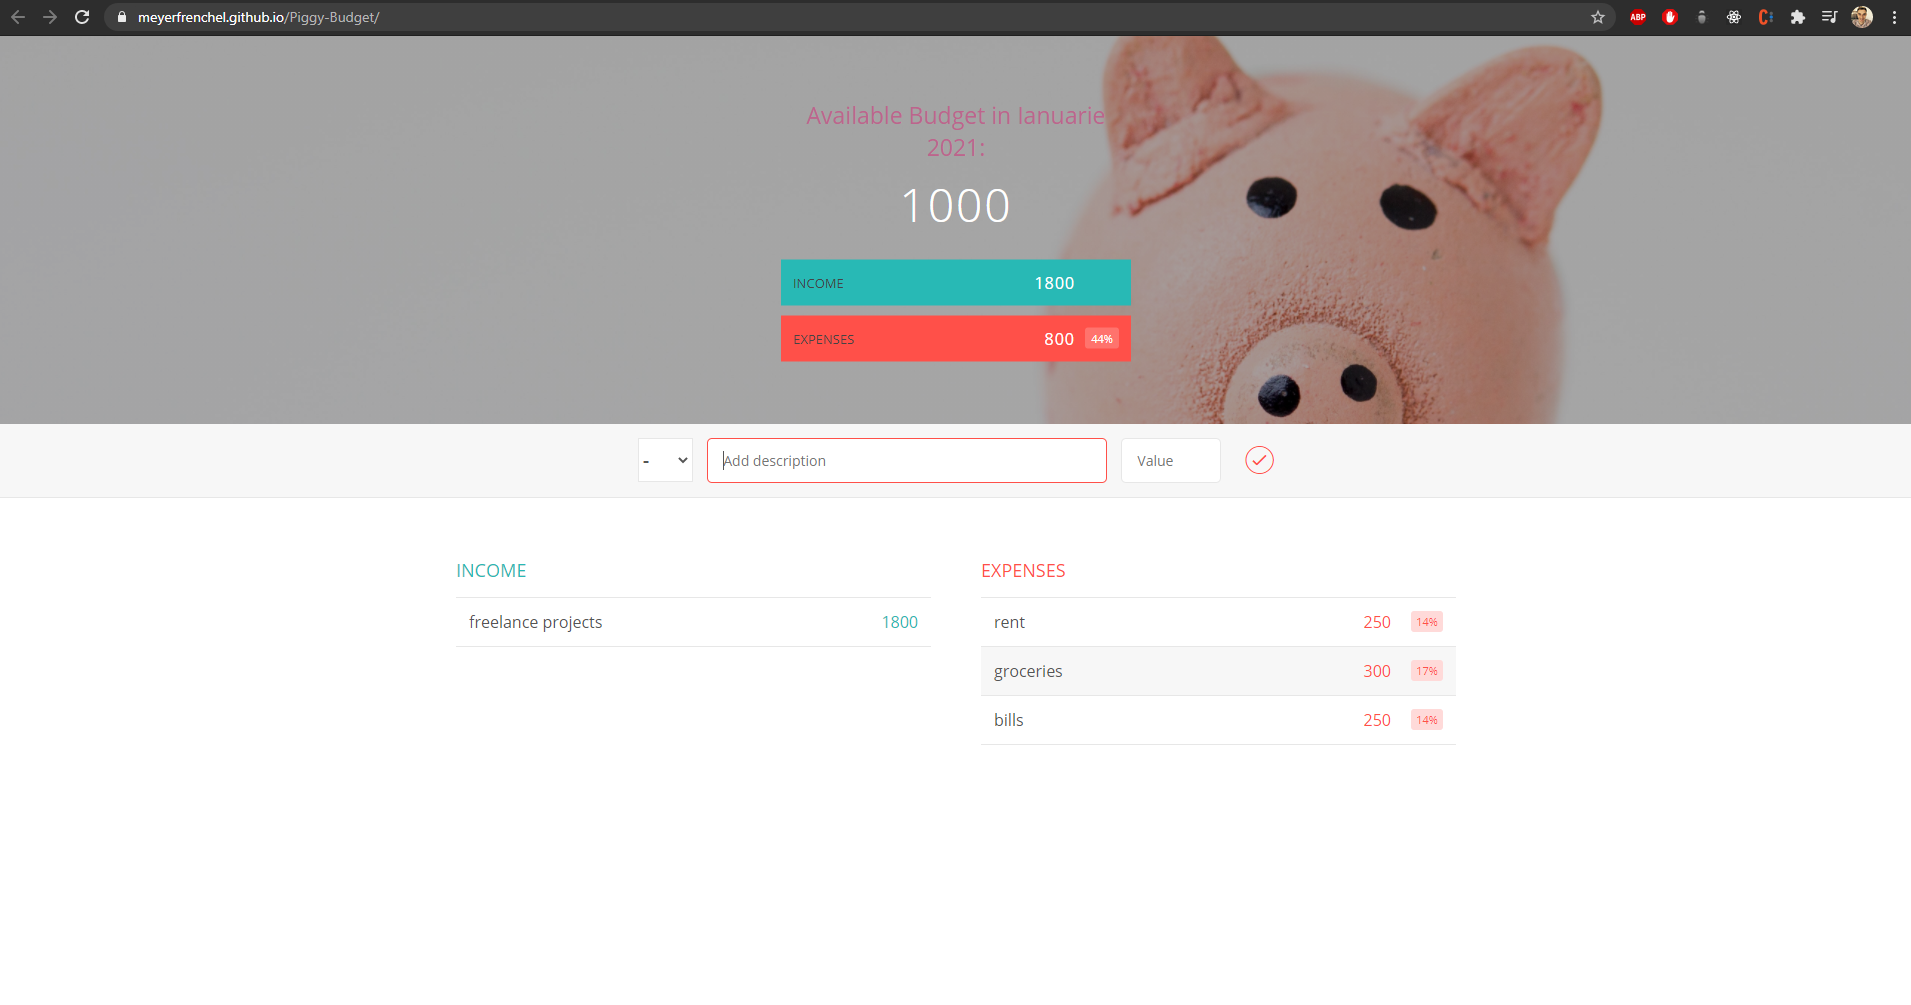 meyerfrenchel.github.io/Piggy-Budget/
ABP
Available Budget in Ianuarie
2021:
1000
INCOME 1800
EXPENSES 800 44%
- Add description Value
INCOME
freelance projects 1800
EXPENSES
rent 250 14%
groceries 300 17%
bills 250 14%